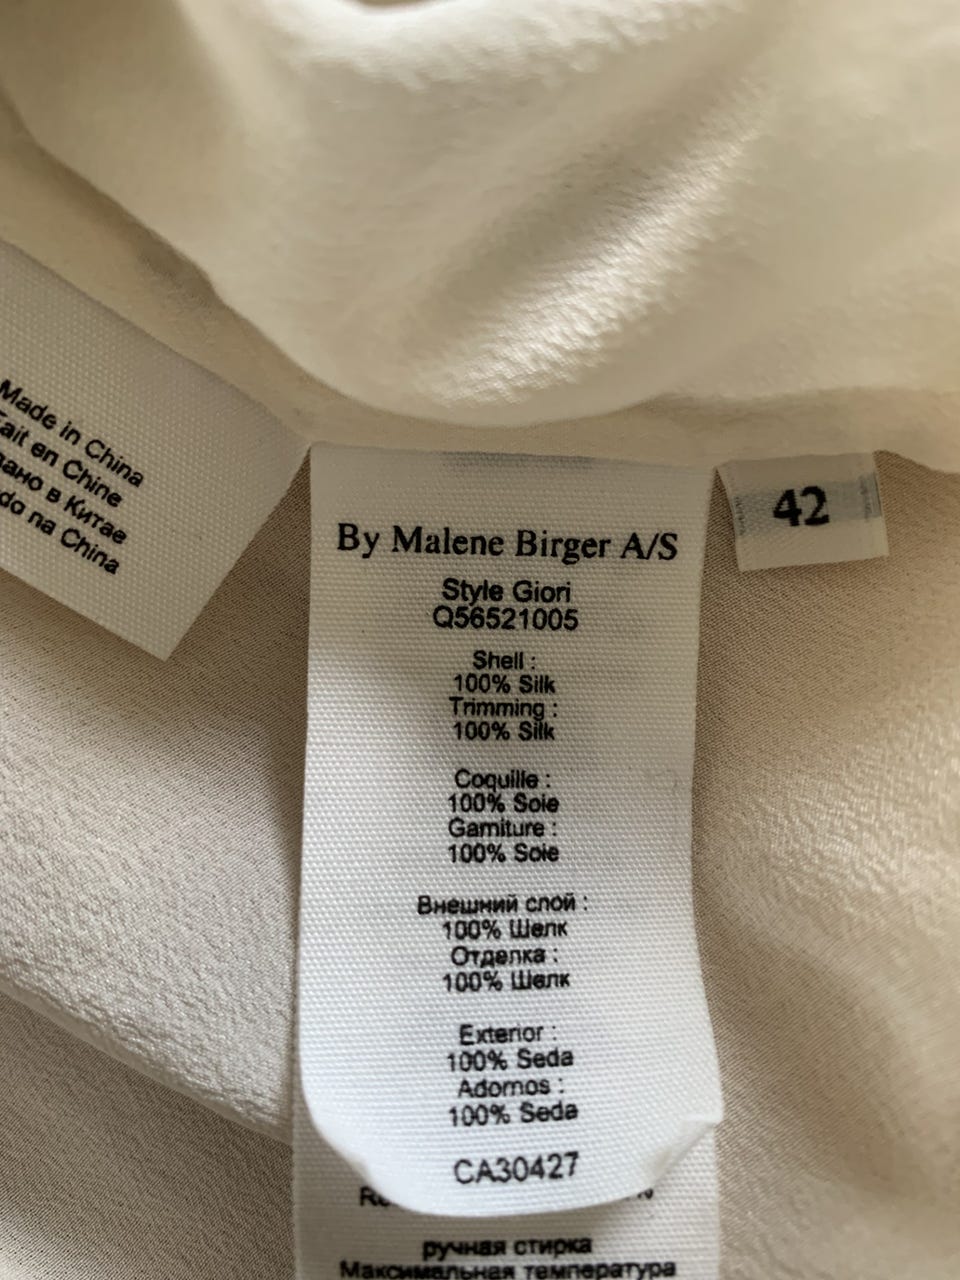 Made in China
Fait en Chine
в Китае
na China
By Malene Birger A/S
Style Giori
Q56521005
Shell :
100% Silk
Trimming :
100% Silk
Coquille :
100% Soie
Garniture :
100% Soie
Внешний слой :
100% Шелк
Отделка :
100% Шелк
Exterior :
100% Seda
Adornos :
100% Seda
CA30427
ручная стирка
Максимальная температура
42